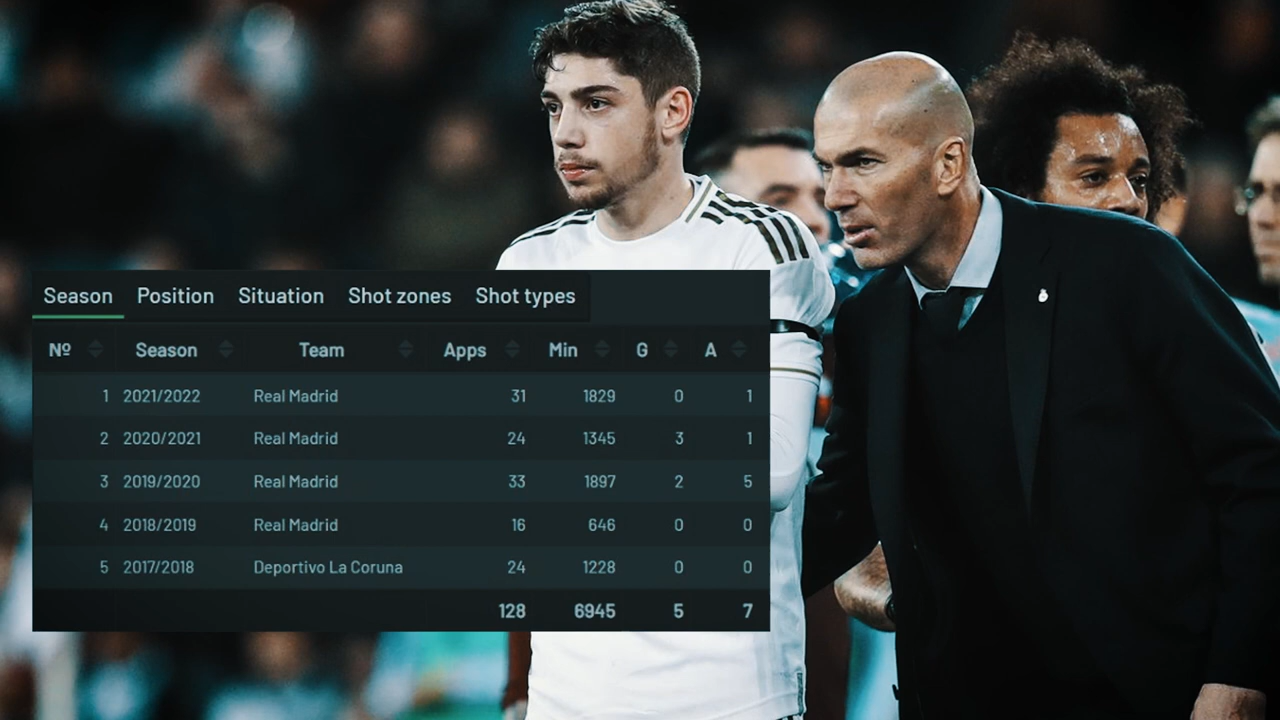 Season Position Situation Shot zones Shot types
Nº Season Team Apps Min G A
1 2021/2022 Real Madrid 31 1829 0 1
2 2020/2021 Real Madrid 24 1345 3 1
3 2019/2020 Real Madrid 33 1897 2 5
4 2018/2019 Real Madrid 16 646 0 0
5 2017/2018 Deportivo La Coruna 24 1228 0 0
128 6945 5 7